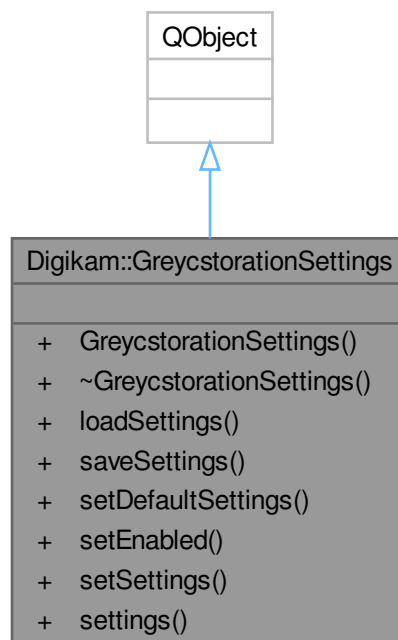 QObject
Digikam::GreycstorationSettings
+ GreycstorationSettings()
+ ~GreycstorationSettings()
+ loadSettings()
+ saveSettings()
+ setDefaultSettings()
+ setEnabled()
+ setSettings()
+ settings()